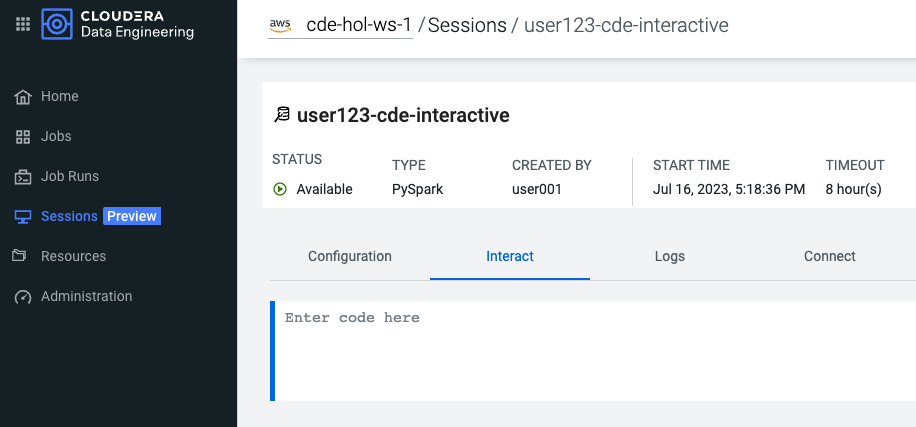 CLOUDERA
Data Engineering
aws cde-hol-ws-1 / Sessions / user123-cde-interactive
Home
Jobs
Job Runs
Sessions Preview
Resources
Administration
user123-cde-interactive
STATUS TYPE CREATED BY START TIME TIMEOUT
Available PySpark user001 Jul 16, 2023, 5:18:36 PM 8 hour(s)
Configuration Interact Logs Connect
Enter code here